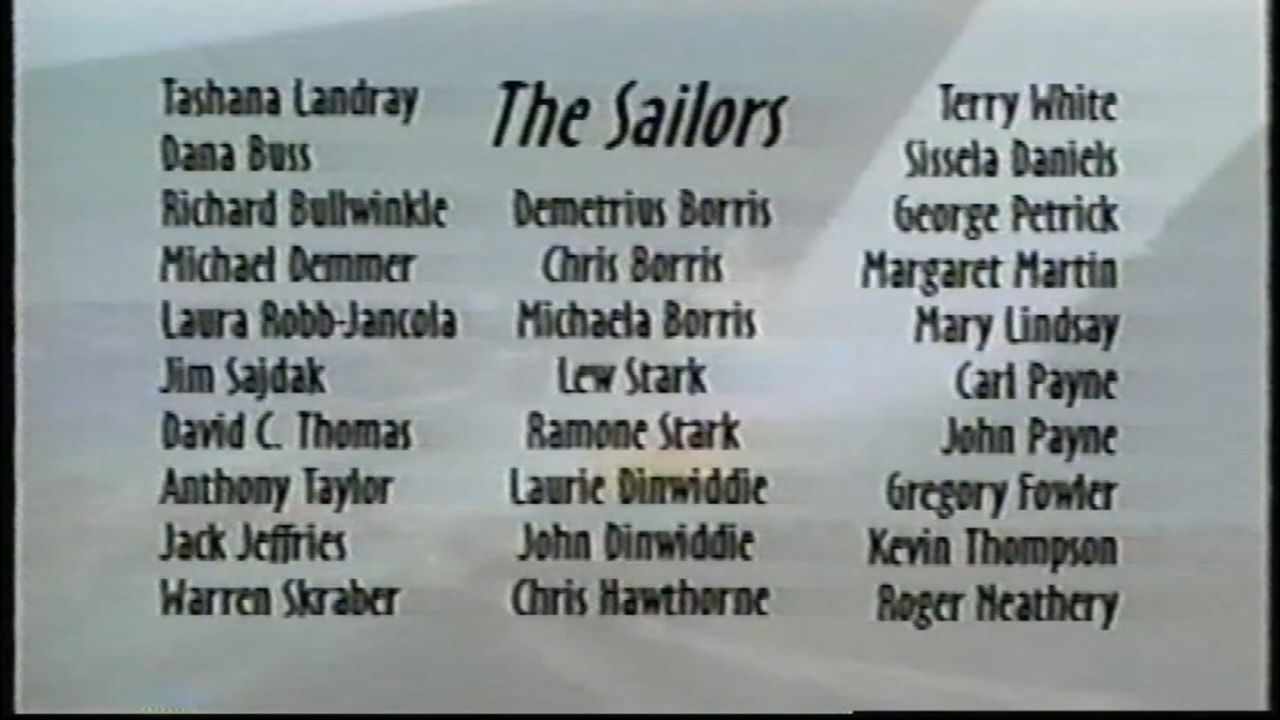 The Sailors
Tashana Landray
Dana Buss
Richard Bullwinkle
Michael Demmer
Laura Robb-Jancola
Jim Sajdak
David C. Thomas
Anthony Taylor
Jack Jeffries
Warren Skraber
Demetrius Borris
Chris Borris
Michaela Borris
Lew Stark
Ramone Stark
Laurie Dinwiddie
John Dinwiddie
Chris Hawthorne
Terry White
Sissela Daniels
George Petrick
Margaret Martin
Mary Lindsay
Carl Payne
John Payne
Gregory Fowler
Kevin Thompson
Roger Neathery